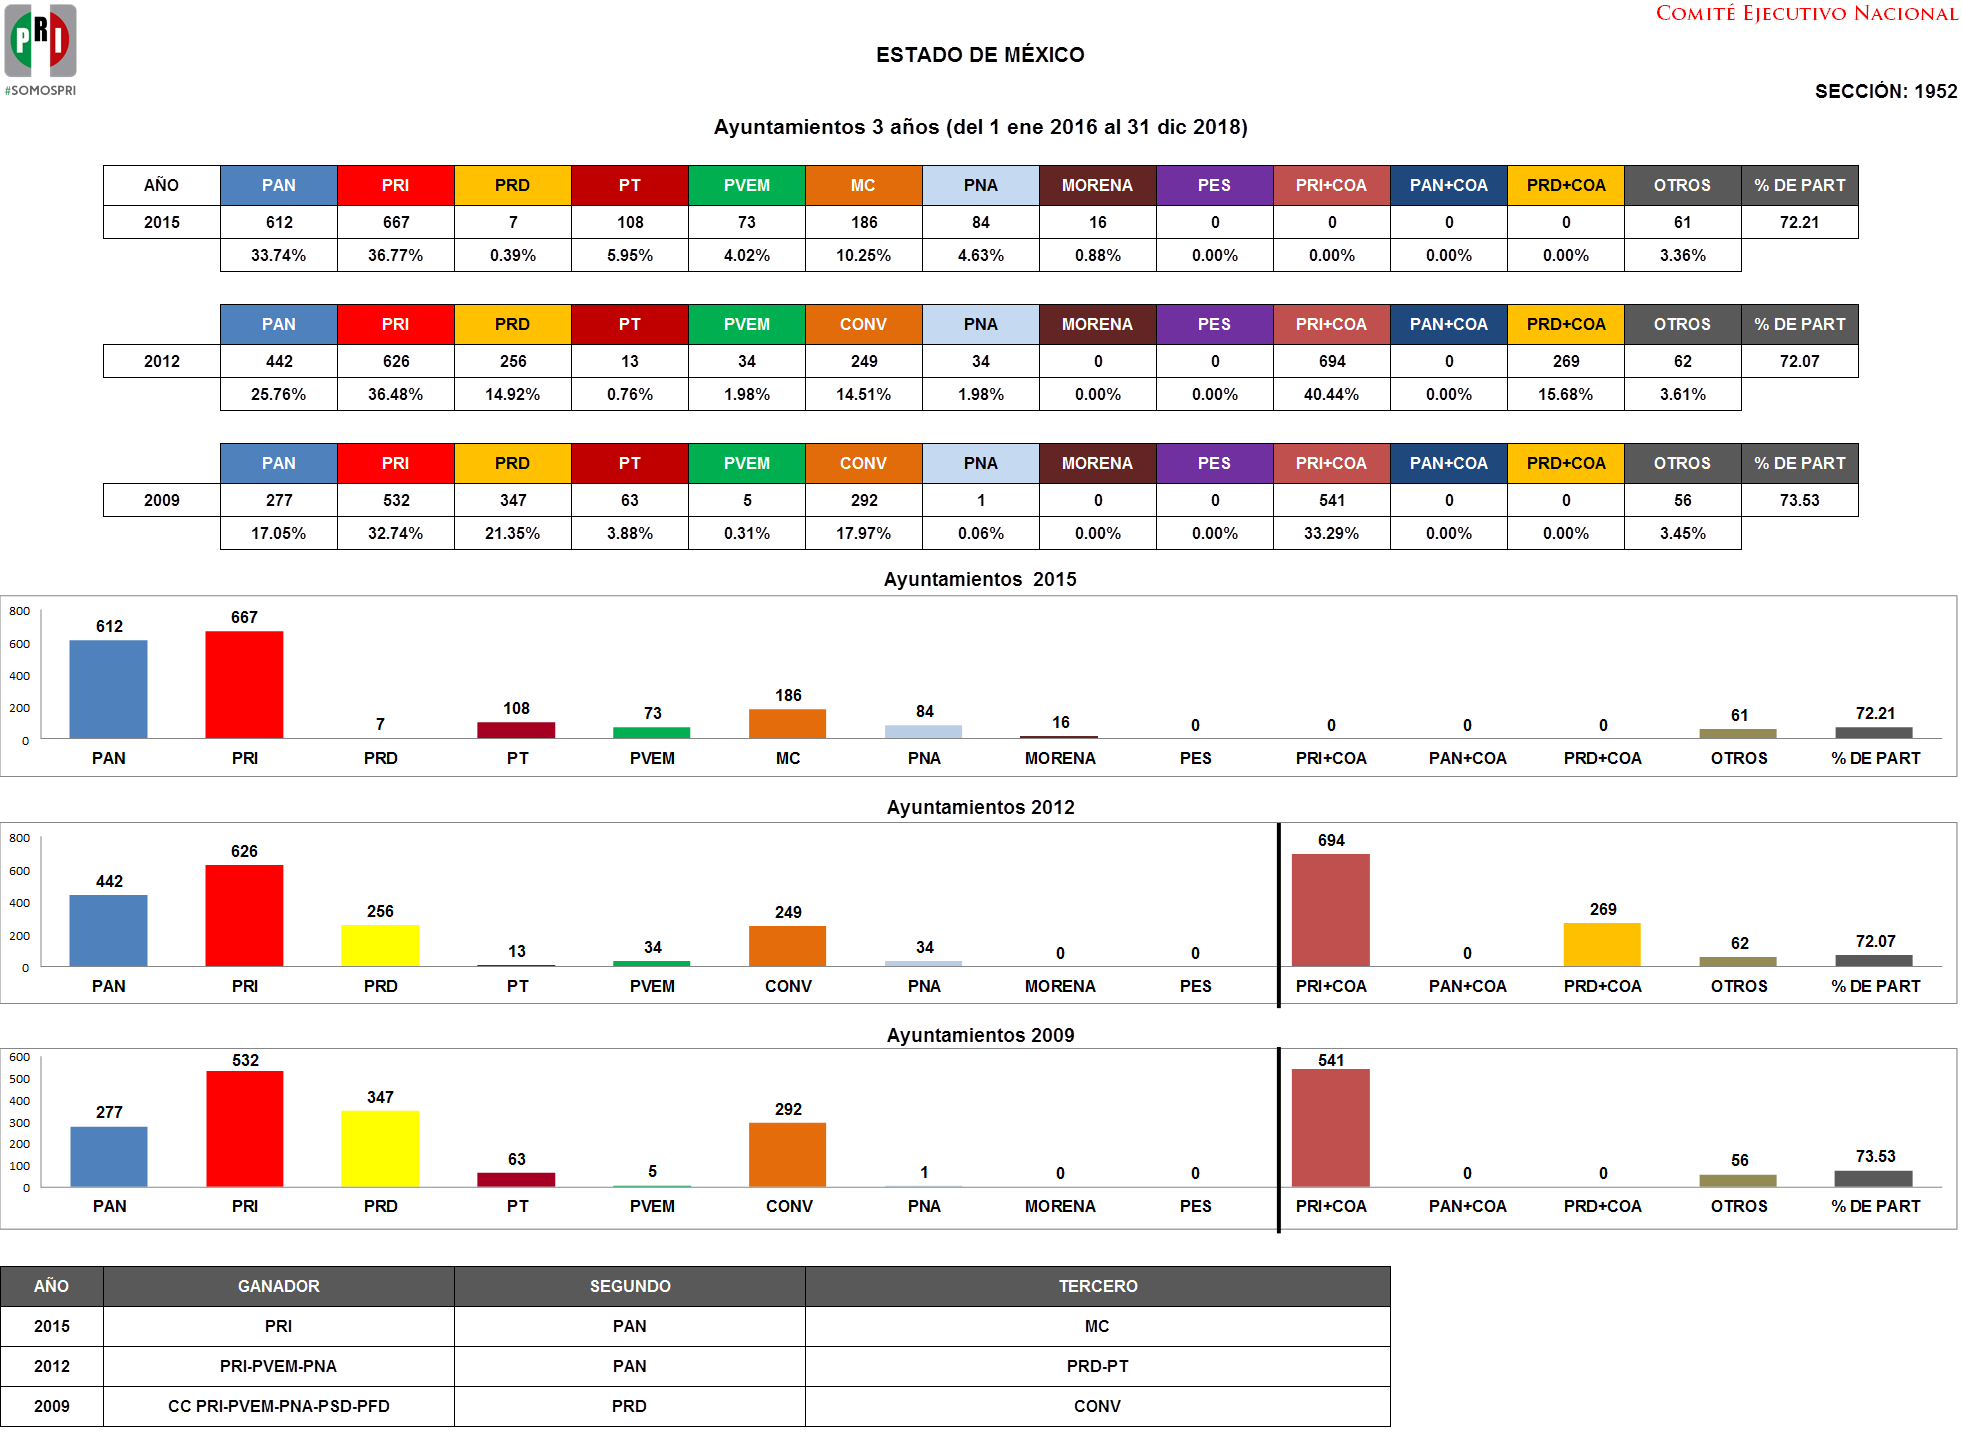 PRI
#SOMOSPRI
COMITÉ EJECUTIVO NACIONAL
ESTADO DE MÉXICO
SECCIÓN: 1952
Ayuntamientos 3 años (del 1 ene 2016 al 31 dic 2018)
AÑO PAN PRI PRD PT PVEM MC PNA MORENA PES PRI+COA PAN+COA PRD+COA OTROS % DE PART
2015 612 667 7 108 73 186 84 16 0 0 0 0 61 72.21
33.74% 36.77% 0.39% 5.95% 4.02% 10.25% 4.63% 0.88% 0.00% 0.00% 0.00% 0.00% 3.36%
PAN PRI PRD PT PVEM CONV PNA MORENA PES PRI+COA PAN+COA PRD+COA OTROS % DE PART
2012 442 626 256 13 34 249 34 0 0 694 0 269 62 72.07
25.76% 36.48% 14.92% 0.76% 1.98% 14.51% 1.98% 0.00% 0.00% 40.44% 0.00% 15.68% 3.61%
PAN PRI PRD PT PVEM CONV PNA MORENA PES PRI+COA PAN+COA PRD+COA OTROS % DE PART
2009 277 532 347 63 5 292 1 0 0 541 0 0 56 73.53
17.05% 32.74% 21.35% 3.88% 0.31% 17.97% 0.06% 0.00% 0.00% 33.29% 0.00% 0.00% 3.45%
Ayuntamientos 2015
800
600
400
200
0
612 667 7 108 73 186 84 16 0 0 0 0 61 72.21
PAN PRI PRD PT PVEM MC PNA MORENA PES PRI+COA PAN+COA PRD+COA OTROS % DE PART
Ayuntamientos 2012
800
600
400
200
0
442 626 256 13 34 249 34 0 0 694 0 269 62 72.07
PAN PRI PRD PT PVEM CONV PNA MORENA PES PRI+COA PAN+COA PRD+COA OTROS % DE PART
Ayuntamientos 2009
600
500
400
300
200
100
0
277 532 347 63 5 292 1 0 0 541 0 0 56 73.53
PAN PRI PRD PT PVEM CONV PNA MORENA PES PRI+COA PAN+COA PRD+COA OTROS % DE PART
AÑO GANADOR SEGUNDO TERCERO
2015 PRI PAN MC
2012 PRI-PVEM-PNA PAN PRD-PT
2009 CC PRI-PVEM-PNA-PSD-PFD PRD CONV